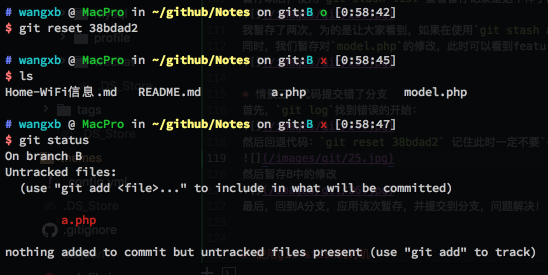 # wangxb @ MacPro in ~/github/Notes on git:B o [0:58:42]
$ git reset 38bdad2
# wangxb @ MacPro in ~/github/Notes on git:B x [0:58:45]
$ ls
Home-WiFi信息.md README.md a.php model.php
# wangxb @ MacPro in ~/github/Notes on git:B x [0:58:47]
$ git status
On branch B
Untracked files:
(use "git add <file>..." to include in what will be committed)
a.php
nothing added to commit but untracked files present (use "git add" to track)